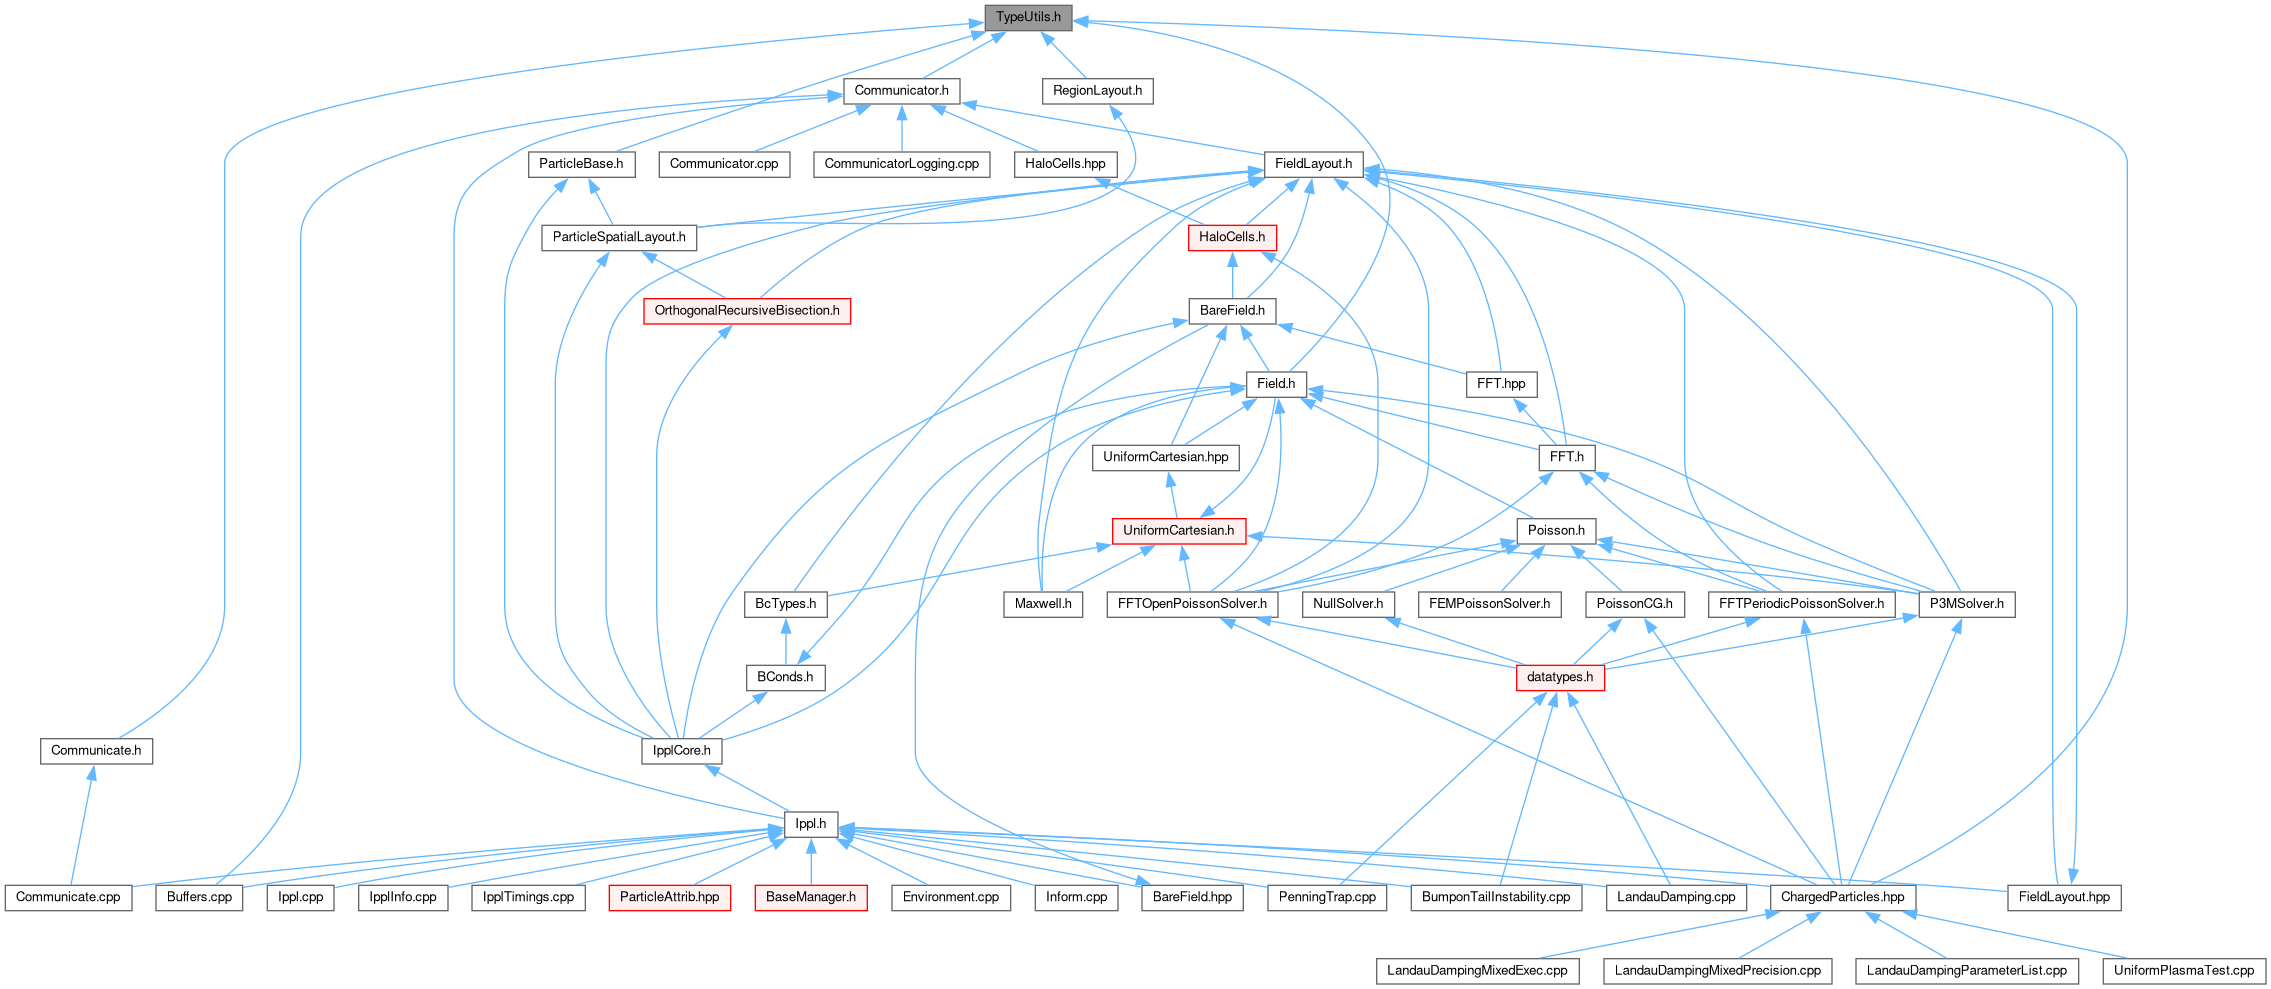 TypeUtils.h
Communicator.h
RegionLayout.h
ParticleBase.h
Communicator.cpp
CommunicatorLogging.cpp
HaloCells.hpp
FieldLayout.h
ParticleSpatialLayout.h
HaloCells.h
OrthogonalRecursiveBisection.h
BareField.h
Field.h
FFT.hpp
UniformCartesian.hpp
FFT.h
UniformCartesian.h
Poisson.h
BcTypes.h
Maxwell.h
FFTOpenPoissonSolver.h
NullSolver.h
FEMPoissonSolver.h
PoissonCG.h
FFTPeriodicPoissonSolver.h
P3MSolver.h
BConds.h
datatypes.h
Communicate.h
IpplCore.h
Ippl.h
Communicate.cpp
Buffers.cpp
Ippl.cpp
IpplInfo.cpp
IpplTimings.cpp
ParticleAttrib.hpp
BaseManager.h
Environment.cpp
Inform.cpp
BareField.hpp
PenningTrap.cpp
BumponTailInstability.cpp
LandauDamping.cpp
ChargedParticles.hpp
FieldLayout.hpp
LandauDampingMixedExec.cpp
LandauDampingMixedPrecision.cpp
LandauDampingParameterList.cpp
UniformPlasmaTest.cpp